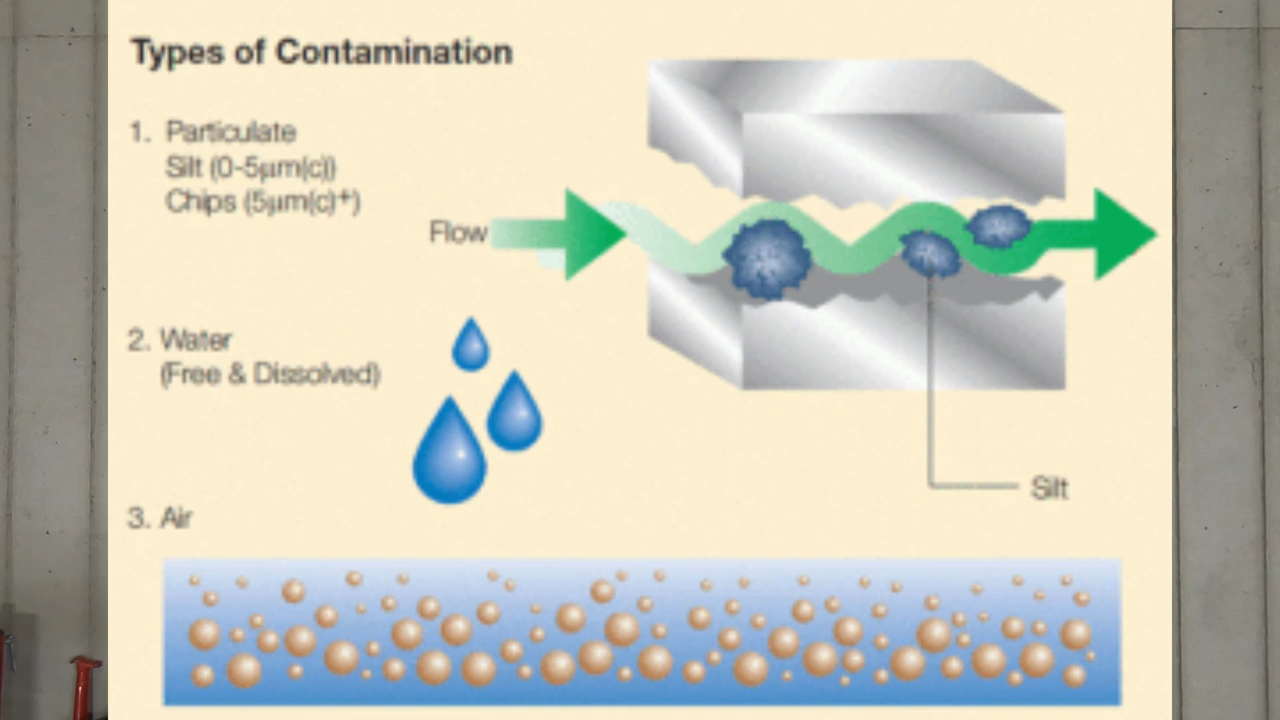 Types of Contamination
1. Particulate
Silt (0-5µm(c))
Chips (5µm(c)+)
Flow
2. Water
(Free & Dissolved)
Silt
3. Air